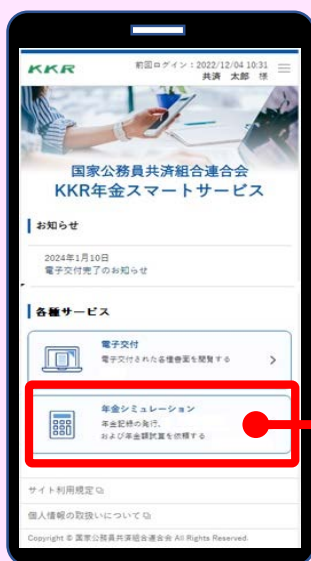 KKR
前回ログイン：2022/12/04 10:31
共済 太郎 様
国家公務員共済組合連合会
KKR年金スマートサービス
お知らせ
2024年1月10日
電子交付完了のお知らせ
各種サービス
電子交付
電子交付された各種書面を閲覧する
年金シミュレーション
年金記録の発行、
および年金額試算を依頼する
サイト利用規定
個人情報の取扱いについて
Copyright © 国家公務員共済組合連合会 All Rights Reserved.